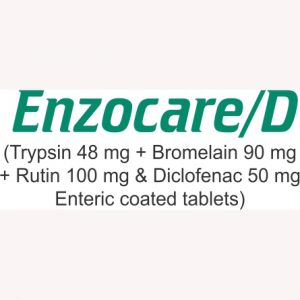 Enzocare/D
(Trypsin 48 mg + Bromelain 90 mg
+ Rutin 100 mg & Diclofenac 50 mg
Enteric coated tablets)